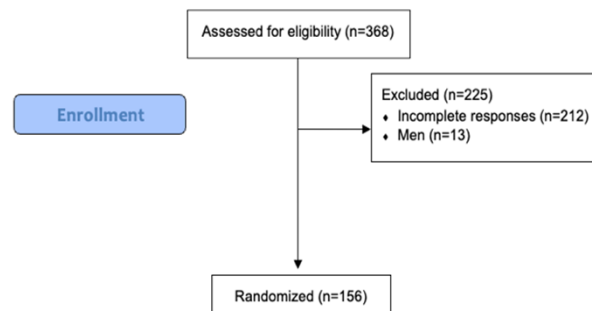 Assessed for eligibility (n=368)
Enrollment
Excluded (n=225)
♦ Incomplete responses (n=212)
♦ Men (n=13)
Randomized (n=156)